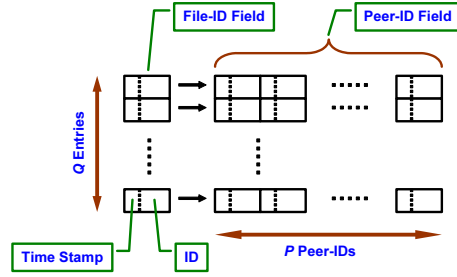 File-ID Field
Peer-ID Field
Q Entries
Time Stamp
ID
P Peer-IDs